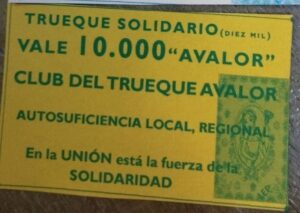 TRUEQUE SOLIDARIO (DIEZ MIL)
VALE 10.000 "AVALOR"
CLUB DEL TRUEQUE AVALOR
AUTOSUFICIENCIA LOCAL, REGIONAL
En la UNIÓN está la fuerza de la
SOLIDARIDAD